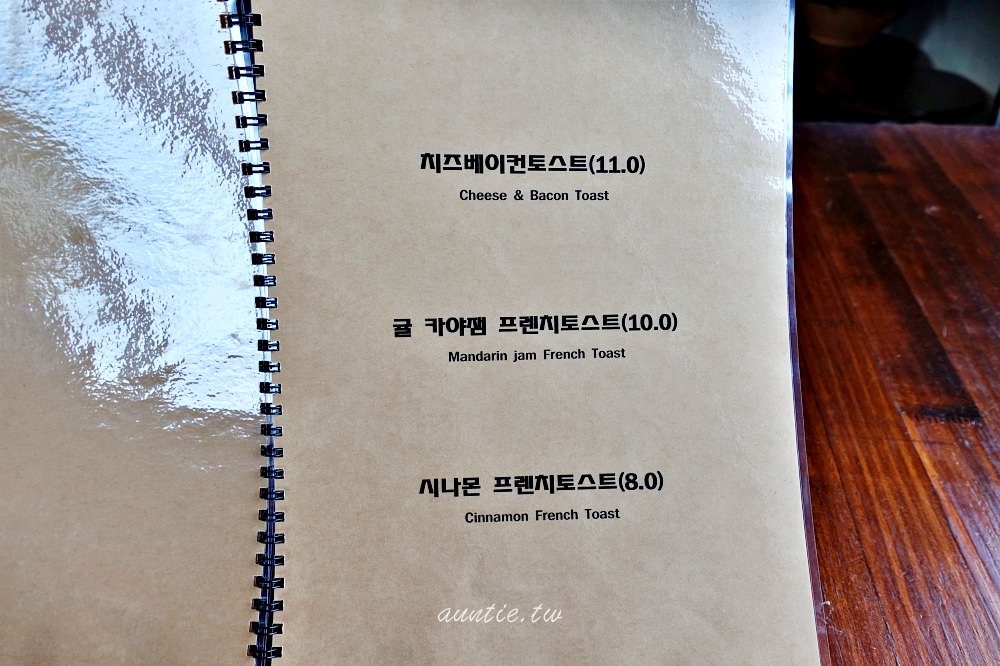 치즈베이컨토스트(11.0)
Cheese & Bacon Toast
귤 카야잼 프렌치토스트(10.0)
Mandarin jam French Toast
시나몬 프렌치토스트(8.0)
Cinnamon French Toast
auntie.tw